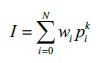 I = \sum_{i=0}^{N} w_i p_i^k